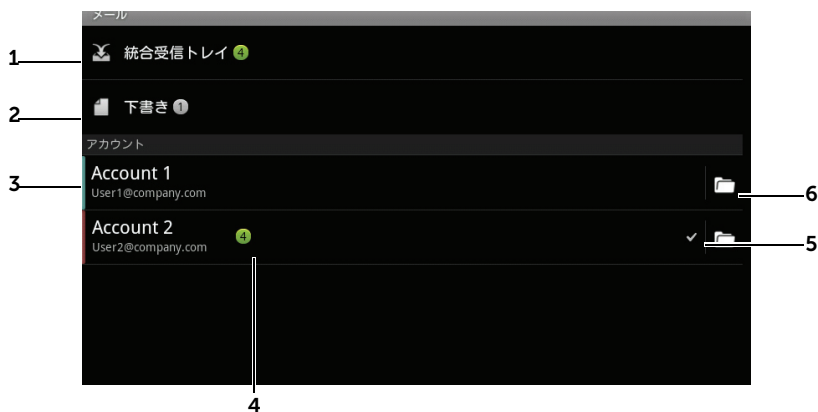 メール
1
統合受信トレイ 4
2
下書き 1
アカウント
3
Account 1
User1@company.com
6
Account 2
User2@company.com
4
5
4